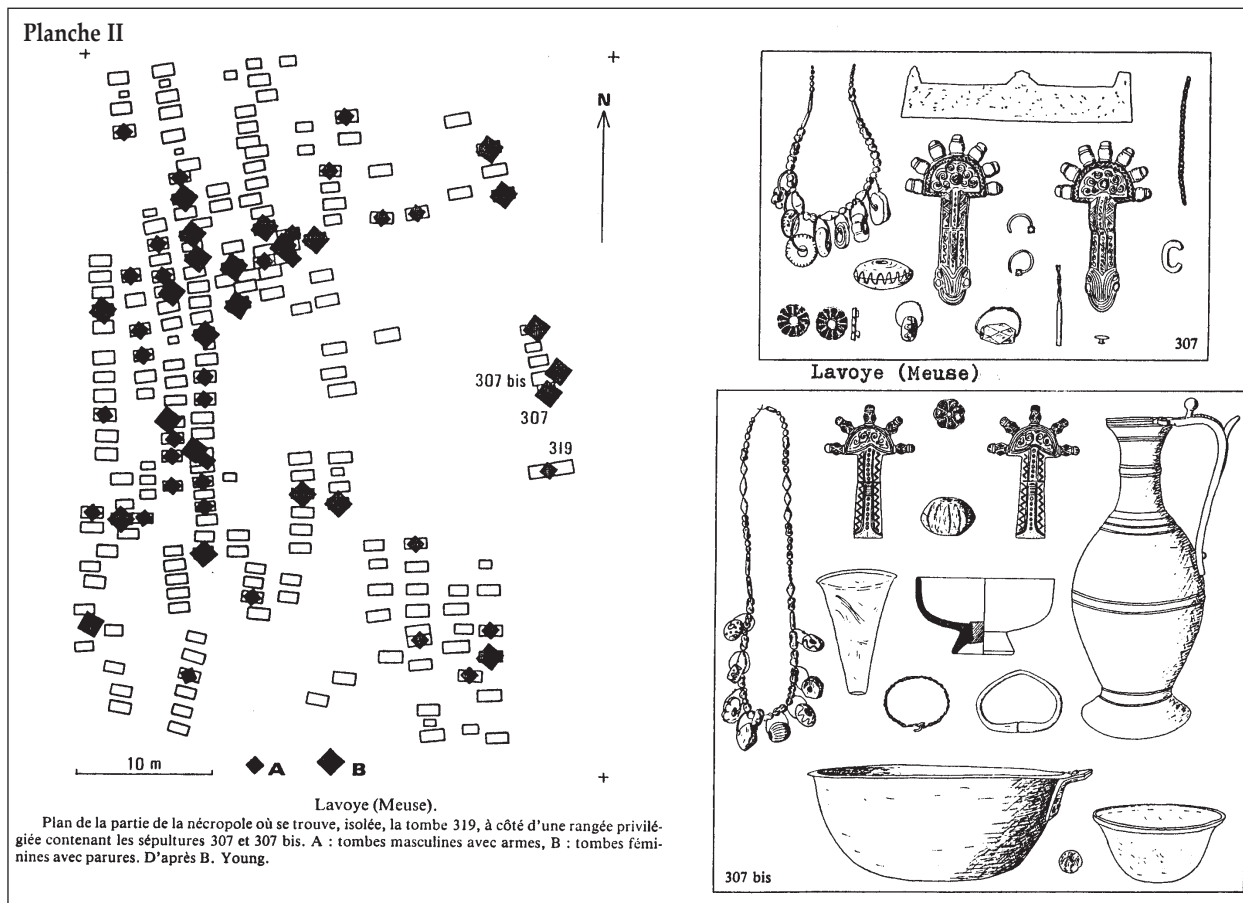 Planche II
N
307 bis
307
319
10 m
A
B
Lavoye (Meuse).
Plan de la partie de la nécropole où se trouve, isolée, la tombe 319, à côté d'une rangée privilé-
giée contenant les sépultures 307 et 307 bis. A : tombes masculines avec armes, B : tombes fémi-
nines avec parures. D'après B. Young.
307
Lavoye (Meuse)
307 bis